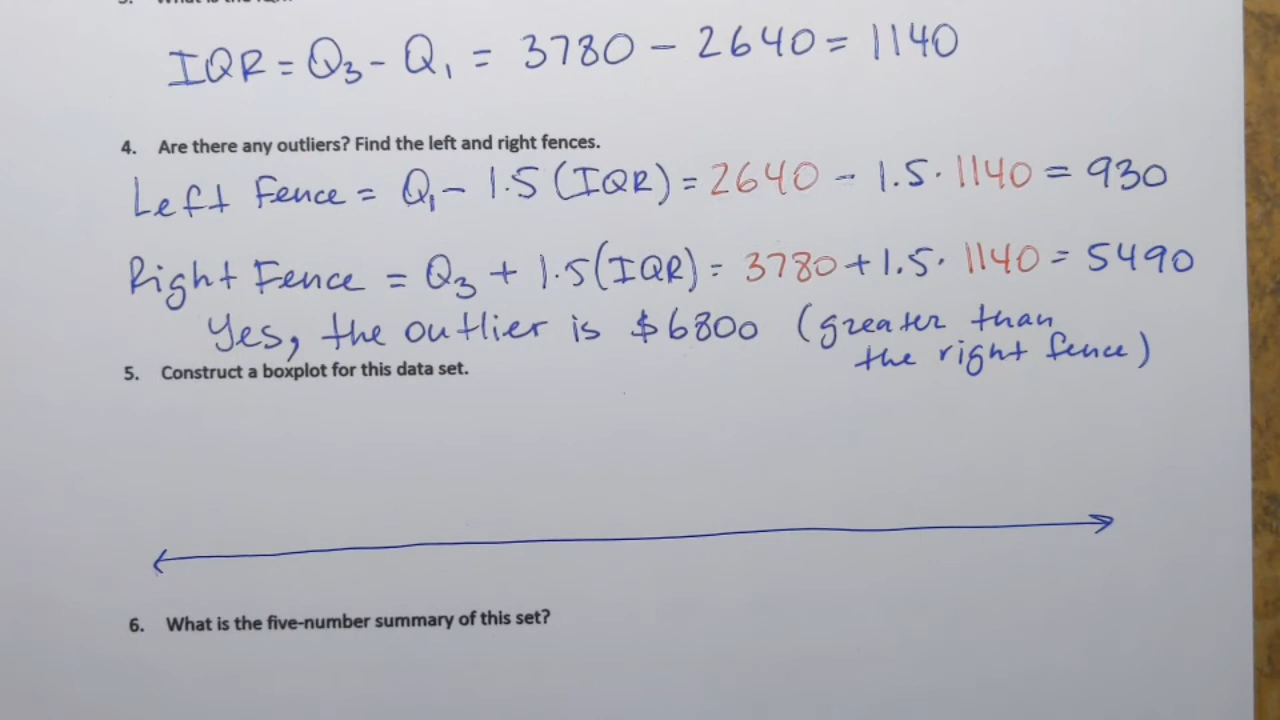 IQR = Q3 - Q1 = 3780 - 2640 = 1140
4. Are there any outliers? Find the left and right fences.
Left Fence = Q1 - 1.5 (IQR) = 2640 - 1.5 · 1140 = 930
Right Fence = Q3 + 1.5 (IQR) = 3780 + 1.5 · 1140 = 5490
Yes, the outlier is $6800 (greater than
the right fence)
5. Construct a boxplot for this data set.
6. What is the five-number summary of this set?